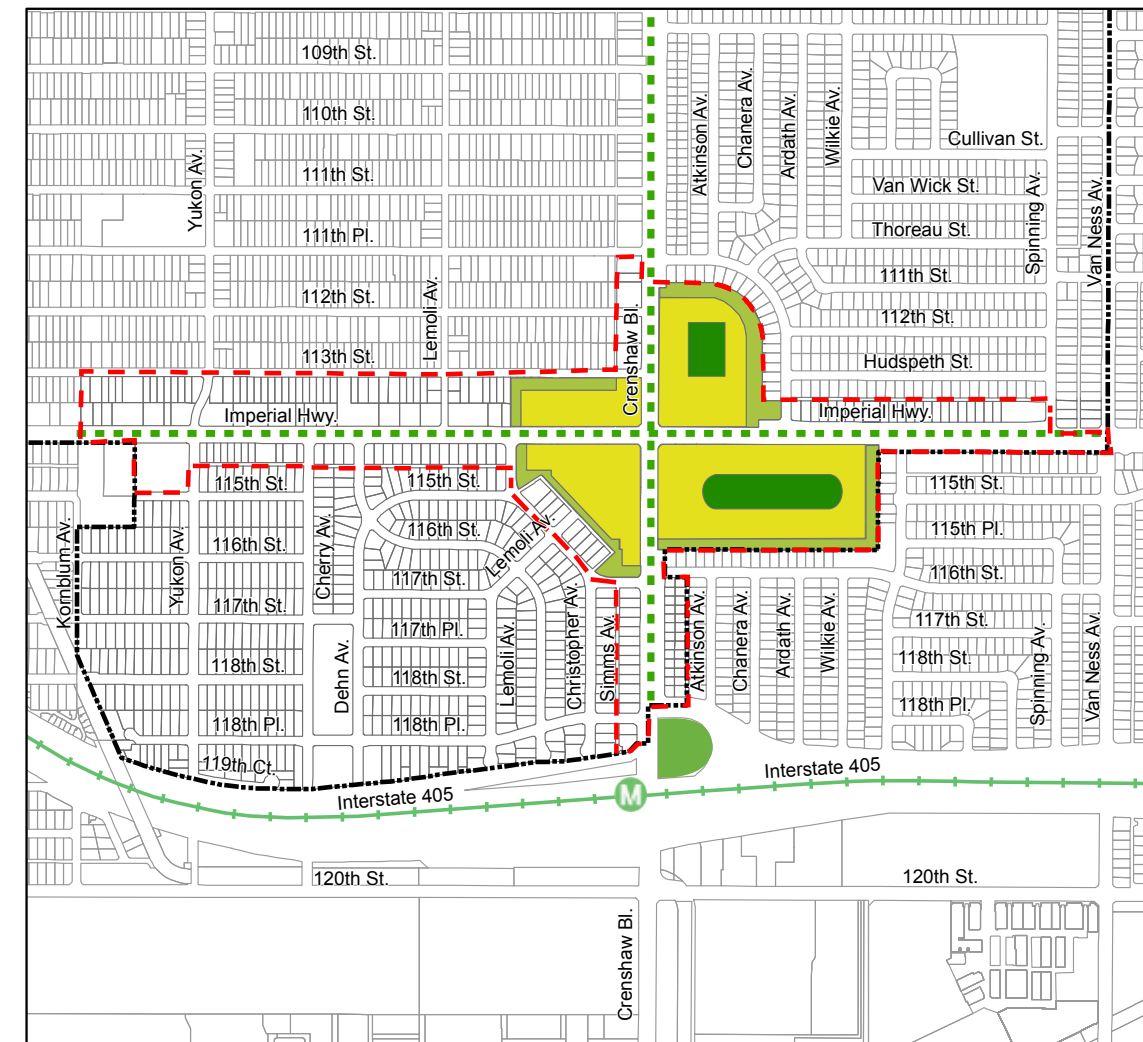 109th St.
110th St.
111th St.
111th Pl.
112th St.
113th St.
Imperial Hwy.
Yukon Av.
Lemoli Av.
Crenshaw Bl.
Atkinson Av.
Chanera Av.
Ardath Av.
Wilkie Av.
Cullivan St.
Van Wick St.
Thoreau St.
111th St.
112th St.
Hudspeth St.
Imperial Hwy.
Spinning Av.
Van Ness Av.
115th St.
115th St.
116th St.
116th St.
117th St.
117th St.
117th Pl.
118th St.
118th St.
118th Pl.
118th Pl.
119th Ct.
Kornblum Av.
Yukon Av.
Cherry Av.
Dehn Av.
Lemoli Av.
Lemoli Av.
Christopher Av.
Simms Av.
Atkinson Av.
Chanera Av.
Ardath Av.
Wilkie Av.
115th St.
115th Pl.
116th St.
117th St.
118th St.
118th Pl.
Spinning Av.
Van Ness Av.
Interstate 405
M
Interstate 405
120th St.
120th St.
Crenshaw Bl.